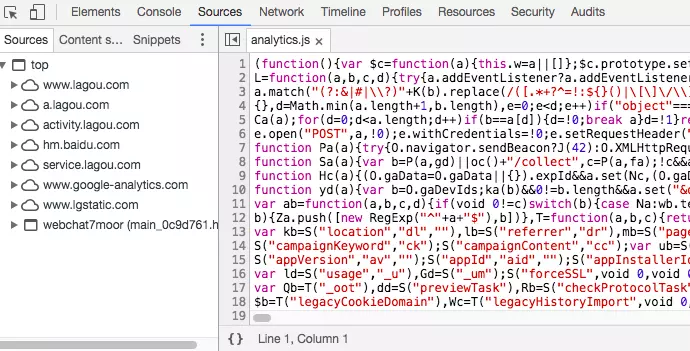 Elements Console Sources Network Timeline Profiles Resources Security Audits
Sources Content s... Snippets
analytics.js ×
top
www.lagou.com
a.lagou.com
activity.lagou.com
hm.baidu.com
service.lagou.com
www.google-analytics.com
www.lgstatic.com
webchat7moor (main_0c9d761.h
1 (function(){var $c=function(a){this.w=a||[]};$c.prototype.set
2 L=function(a,b,c,d){try{a.addEventListener?a.addEventListene
3 a.match("(?:&|#|\\?)"+K(b).replace(/([.*+?^=!:${}()|\[\]\/\\
4 {},d=Math.min(a.length+1,b.length),e=0;e<d;e++)if("object"==
5 Ca(a);for(d=0;d<a.length;d++)if(b==a[d]){d=!0;break a}d=!1}re
6 e.open("POST",a,!0);e.withCredentials=!0;e.setRequestHeader("
7 function Pa(a){try{O.navigator.sendBeacon?J(42):O.XMLHttpRequ
8 function Sa(a){var b=P(a,gd)||oc()+"/collect",c=P(a,fa);!c&&a
9 function Hc(a){(O.gaData=O.gaData||{}).expId&&a.set(Nc,(O.ga
10 function yd(a){var b=O.gaDevIds;ka(b)&&0!=b.length&&a.set("&d
11 var ab=function(a,b,c,d){if(void 0!=c)switch(b){case Na:wb.te
12 b){Za.push([new RegExp("^"+a+"$"),b])},T=function(a,b,c){retu
13 var kb=S("location","dl",""),lb=S("referrer","dr"),mb=S("page
14 S("campaignKeyword","ck");S("campaignContent","cc");var ub=S(
15 S("appVersion","av","");S("appId","aid","");S("appInstallerId
16 var ld=S("usage","_u"),Gd=S("_um");S("forceSSL",void 0,void
17 var Qb=T("_oot"),dd=S("previewTask"),Rb=S("checkProtocolTask
18 $b=T("legacyCookieDomain"),Wc=T("legacyHistoryImport",void 0,
19
{} Line 1, Column 1